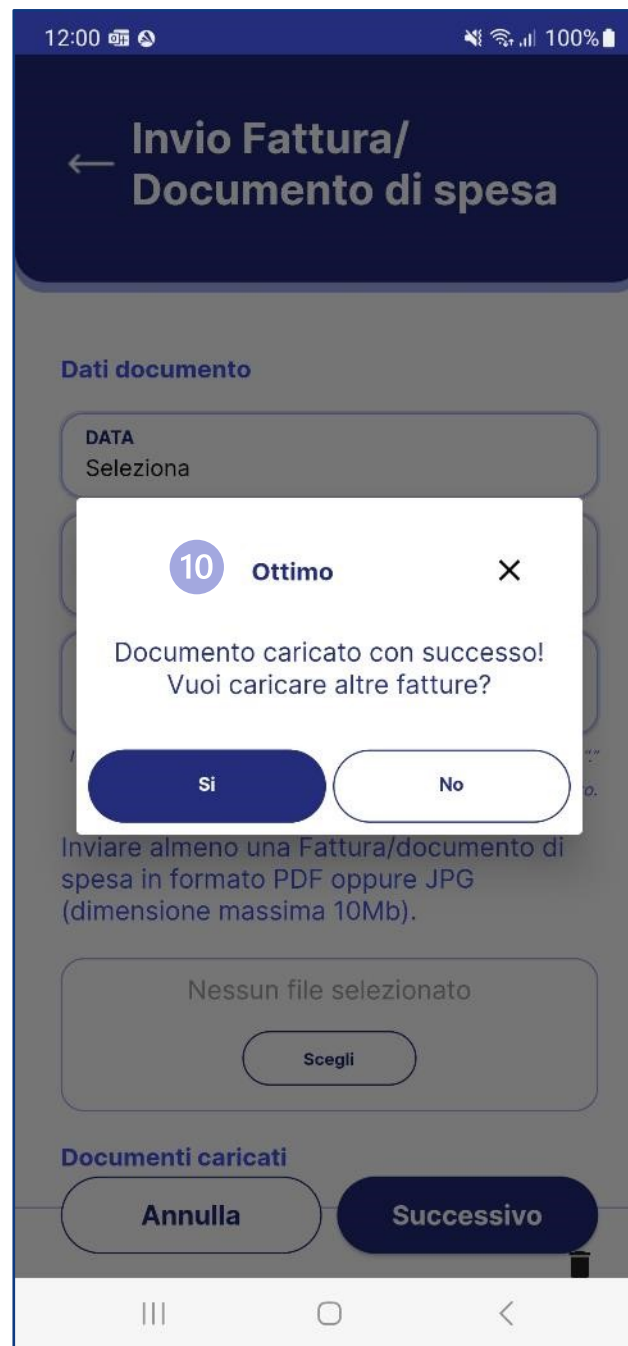 12:00 100%
Invio Fattura/
Documento di spesa
Dati documento
DATA
Seleziona
10 Ottimo
Documento caricato con successo!
Vuoi caricare altre fatture?
Si No
Inviare almeno una Fattura/documento di
spesa in formato PDF oppure JPG
(dimensione massima 10Mb).
Nessun file selezionato
Scegli
Documenti caricati
Annulla Successivo